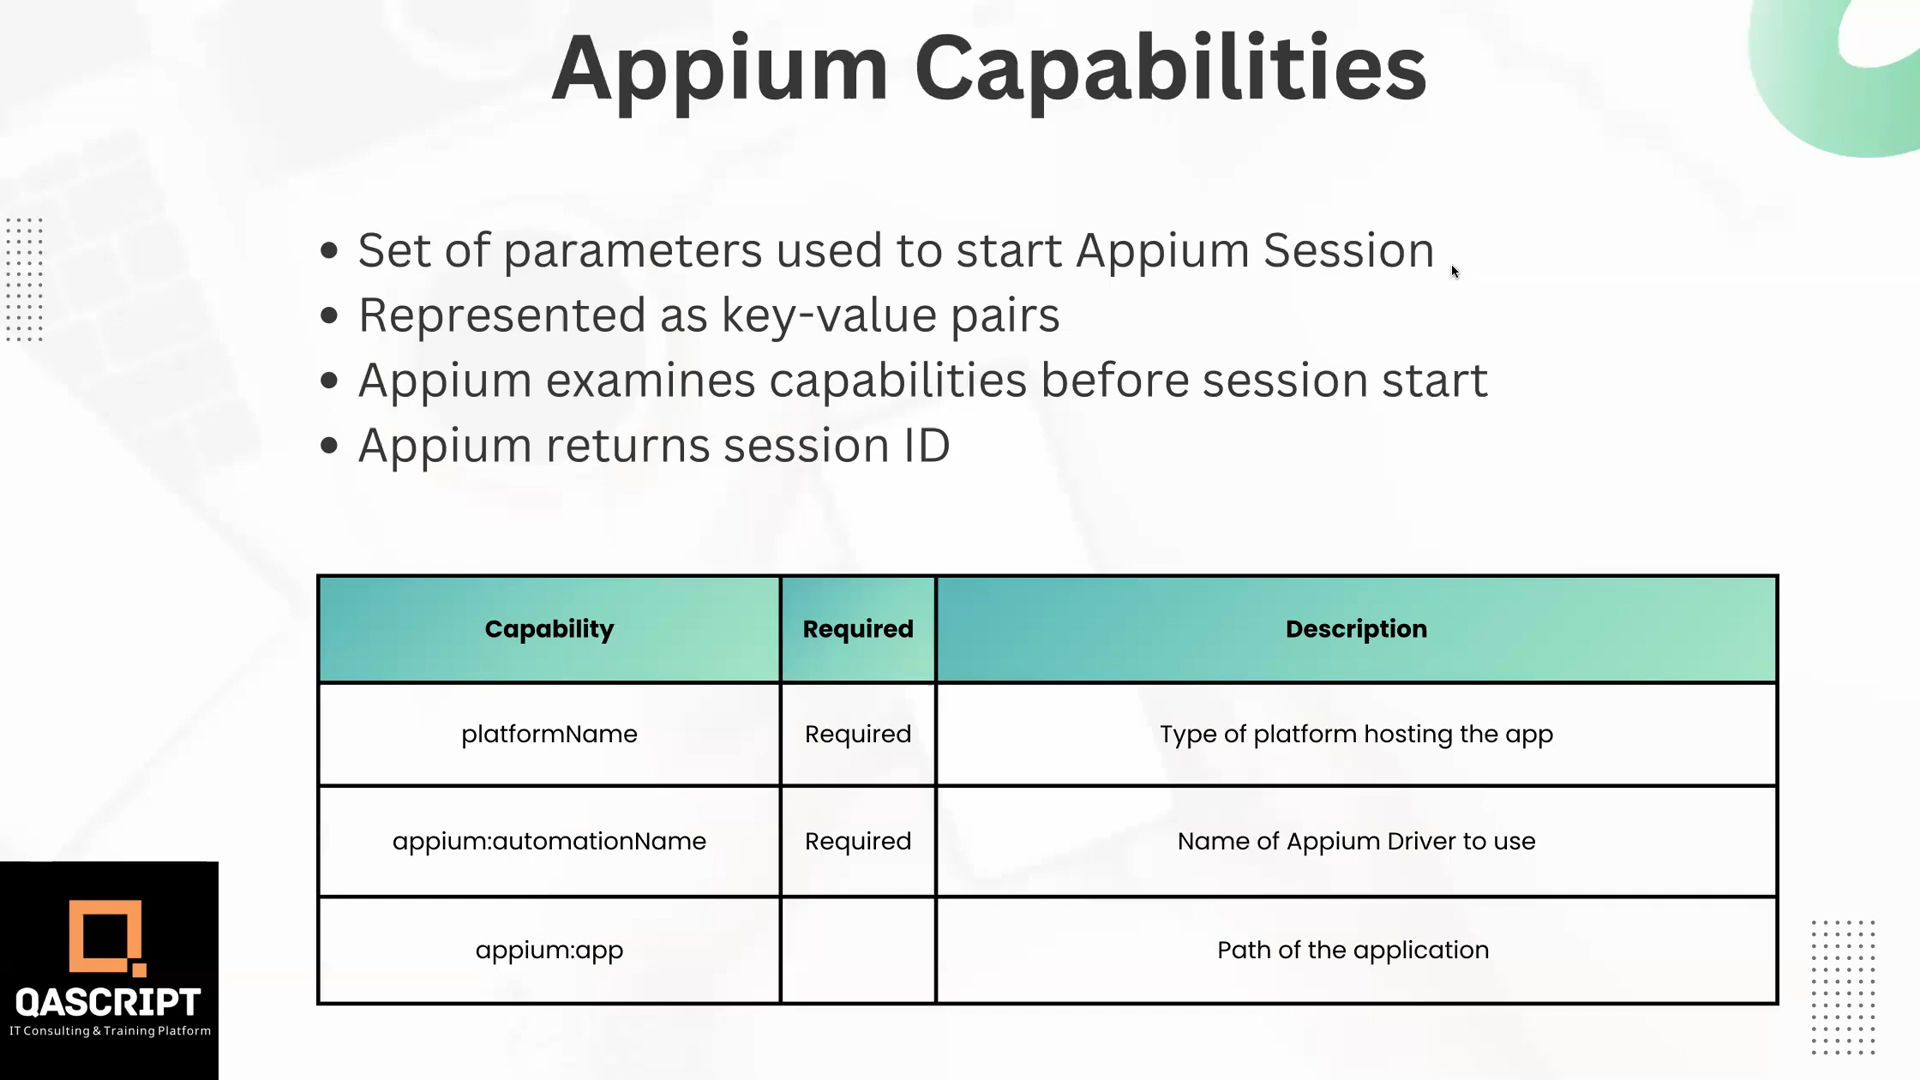 Appium Capabilities
• Set of parameters used to start Appium Session
• Represented as key-value pairs
• Appium examines capabilities before session start
• Appium returns session ID
Capability Required Description
platformName Required Type of platform hosting the app
appium:automationName Required Name of Appium Driver to use
appium:app Path of the application
QASCRIPT
IT Consulting & Training Platform